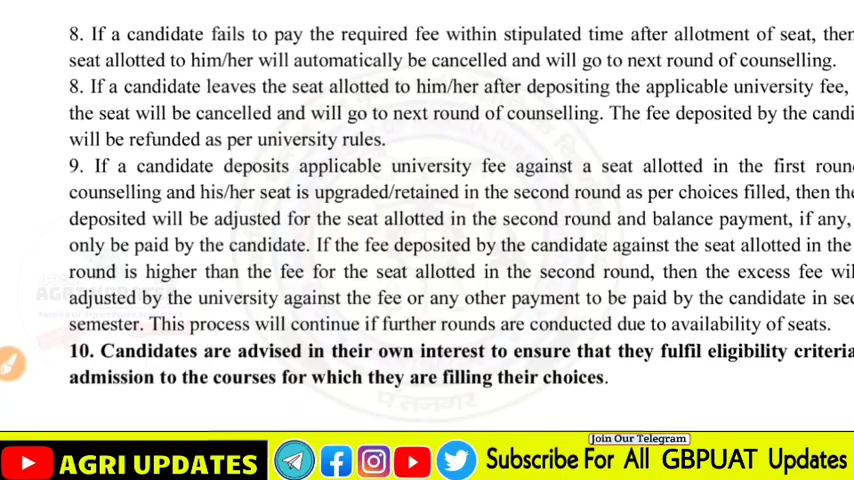 8. If a candidate fails to pay the required fee within stipulated time after allotment of seat, then
seat allotted to him/her will automatically be cancelled and will go to next round of counselling.
8. If a candidate leaves the seat allotted to him/her after depositing the applicable university fee,
the seat will be cancelled and will go to next round of counselling. The fee deposited by the candi
will be refunded as per university rules.
9. If a candidate deposits applicable university fee against a seat allotted in the first roun
counselling and his/her seat is upgraded/retained in the second round as per choices filled, then the
deposited will be adjusted for the seat allotted in the second round and balance payment, if any,
only be paid by the candidate. If the fee deposited by the candidate against the seat allotted in the
round is higher than the fee for the seat allotted in the second round, then the excess fee wil
adjusted by the university against the fee or any other payment to be paid by the candidate in sec
semester. This process will continue if further rounds are conducted due to availability of seats.
AGRI UPDATES
10. Candidates are advised in their own interest to ensure that they fulfil eligibility criteria
admission to the courses for which they are filling their choices.
पंतनगर
Join Our Telegram
AGRI UPDATES
Subscribe For All GBPUAT Updates